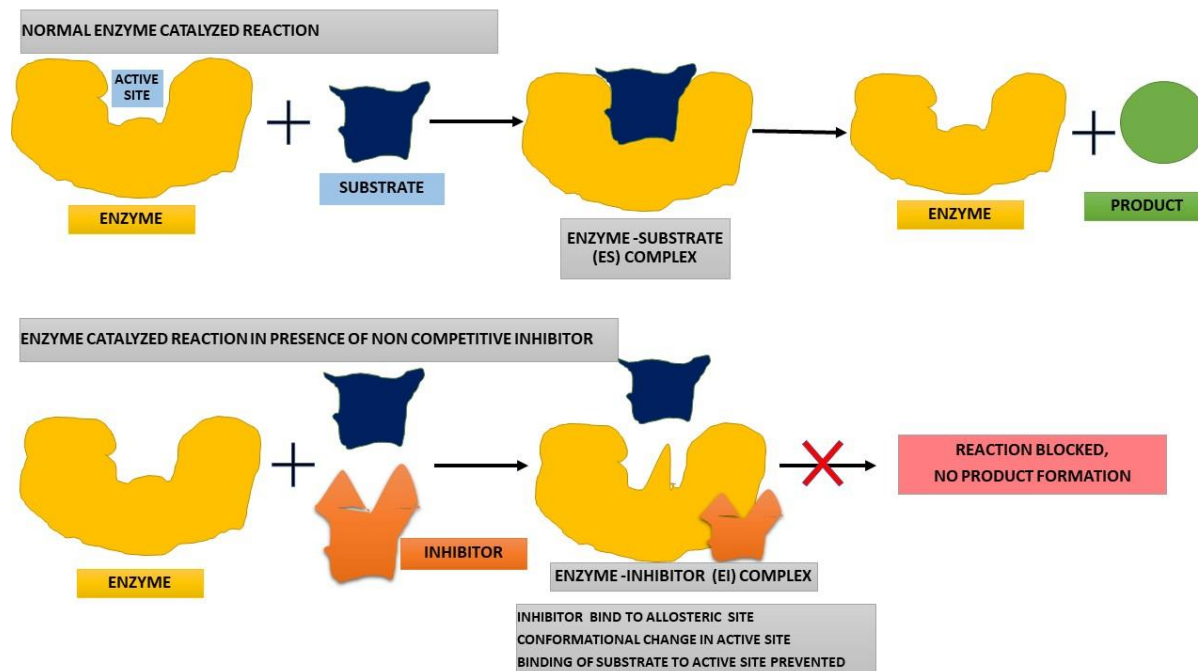 NORMAL ENZYME CATALYZED REACTION
ACTIVE
SITE
SUBSTRATE
ENZYME
ENZYME -SUBSTRATE
(ES) COMPLEX
ENZYME
PRODUCT
ENZYME CATALYZED REACTION IN PRESENCE OF NON COMPETITIVE INHIBITOR
REACTION BLOCKED,
NO PRODUCT FORMATION
ENZYME
INHIBITOR
ENZYME -INHIBITOR (EI) COMPLEX
INHIBITOR BIND TO ALLOSTERIC SITE
CONFORMATIONAL CHANGE IN ACTIVE SITE
BINDING OF SUBSTRATE TO ACTIVE SITE PREVENTED